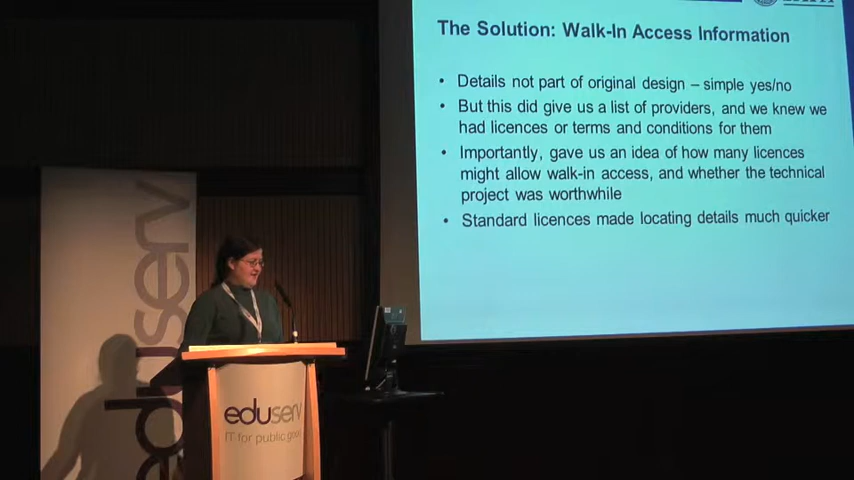 The Solution: Walk-In Access Information
• Details not part of original design – simple yes/no
• But this did give us a list of providers, and we knew we
had licences or terms and conditions for them
• Importantly, gave us an idea of how many licences
might allow walk-in access, and whether the technical
project was worthwhile
• Standard licences made locating details much quicker
eduserv
eduserv
IT for public good